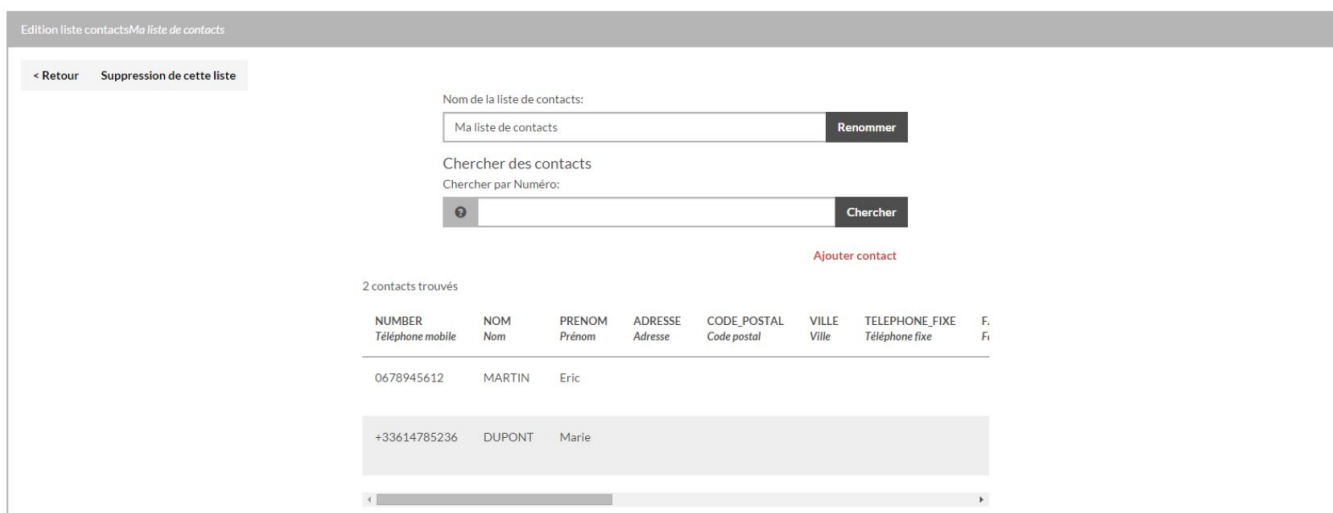 Edition liste contactsMa liste de contacts
< Retour Suppression de cette liste
Nom de la liste de contacts:
Ma liste de contacts Renommer
Chercher des contacts
Chercher par Numéro:
Chercher
Ajouter contact
2 contacts trouvés
NUMBER NOM PRENOM ADRESSE CODE_POSTAL VILLE TELEPHONE_FIXE
Téléphone mobile Nom Prénom Adresse Code postal Ville Téléphone fixe
0678945612 MARTIN Eric
+33614785236 DUPONT Marie